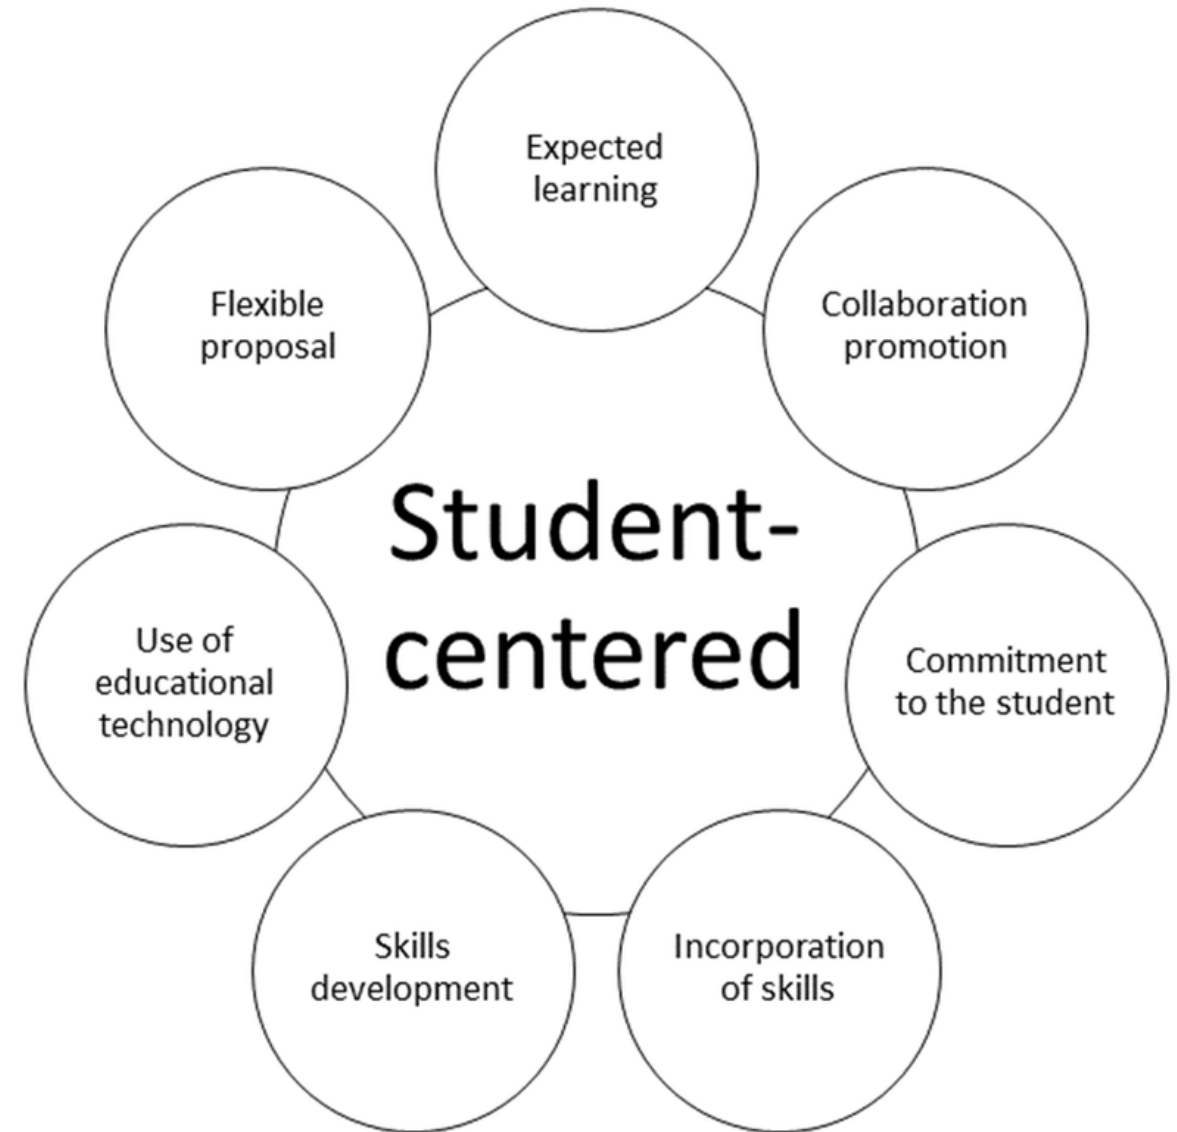 Expected
learning
Flexible
proposal
Collaboration
promotion
Student-
centered
Use of
educational
technology
Commitment
to the student
Skills
development
Incorporation
of skills